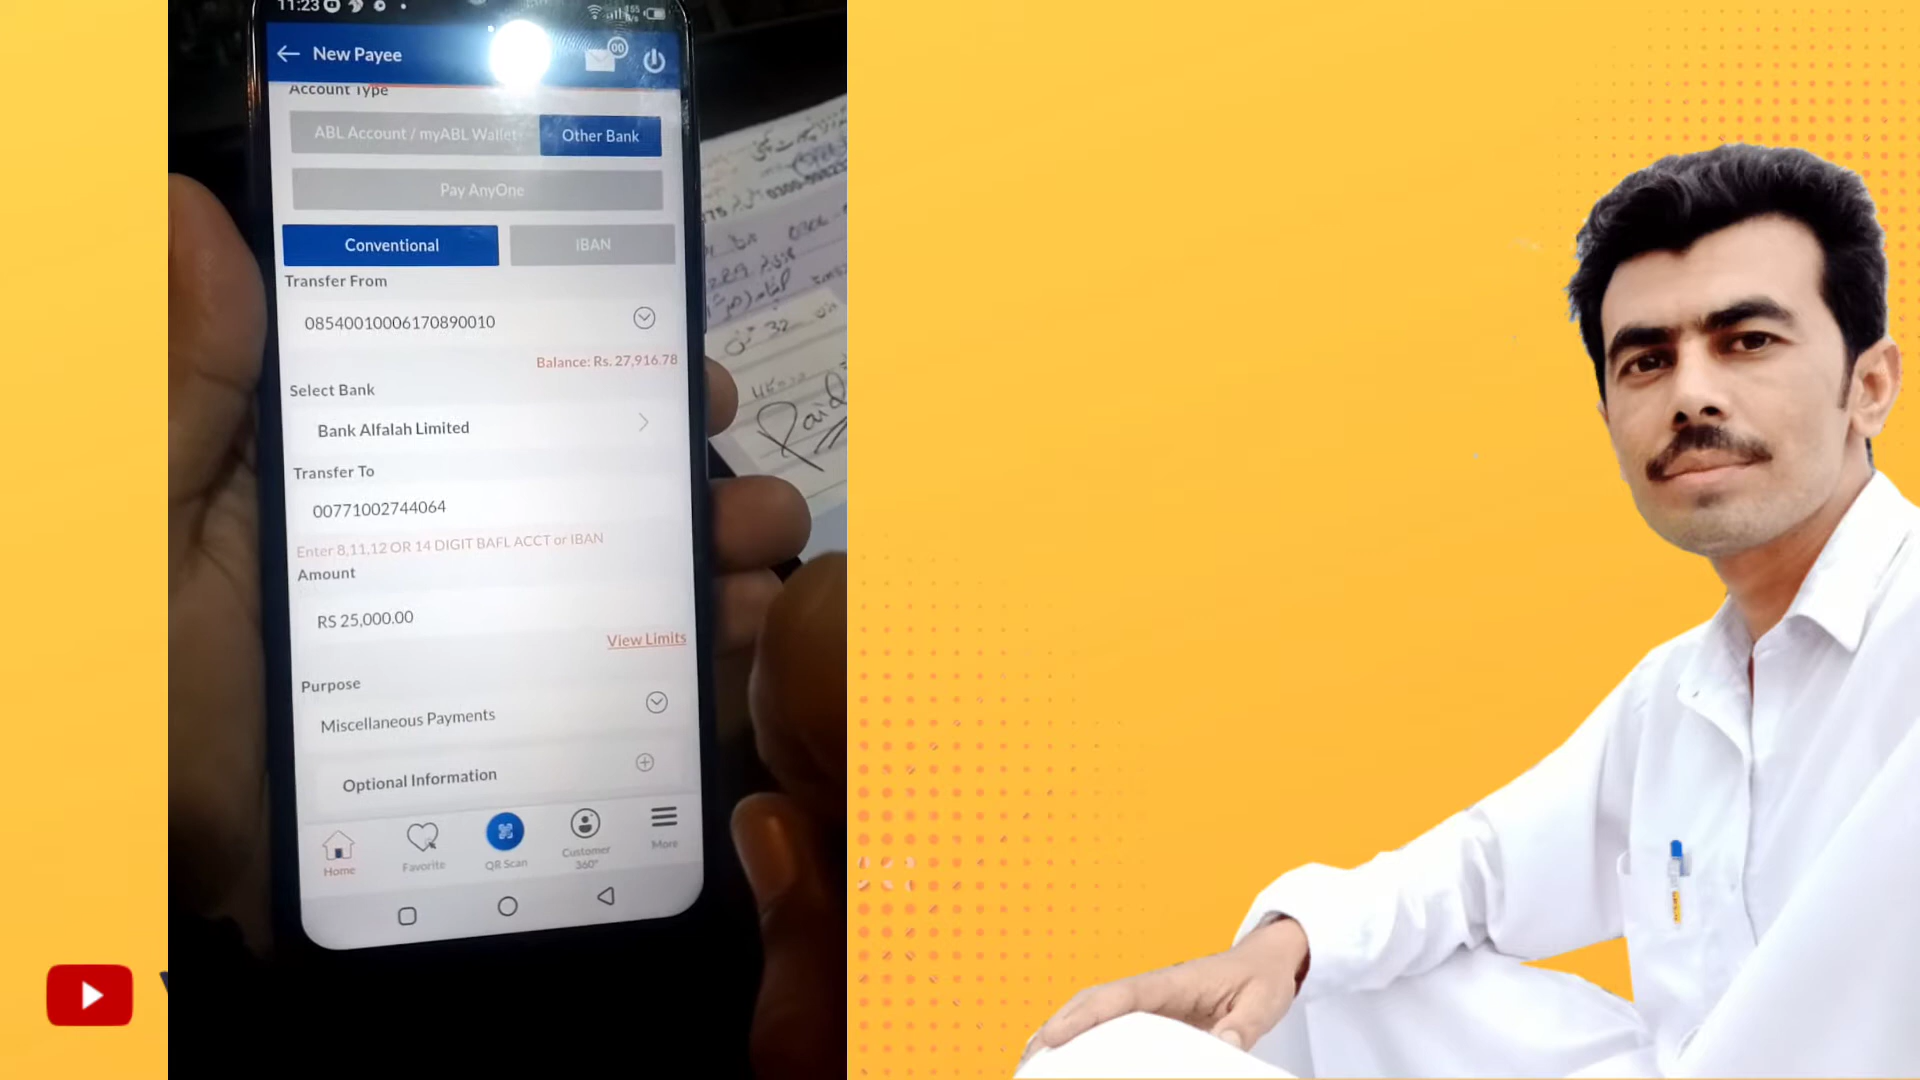 11:23
New Payee
00
Account Type
ABL Account / myABL Wallet
Other Bank
Pay AnyOne
Conventional
IBAN
Transfer From
08540010006170890010
Balance: Rs. 27,916.78
Select Bank
Bank Alfalah Limited
Transfer To
00771002744064
Enter 8,11,12 OR 14 DIGIT BAFL ACCT or IBAN
Amount
RS 25,000.00
View Limits
Purpose
Miscellaneous Payments
Optional Information
Home
Favorite
QR Scan
Customer 360°
More
Paid